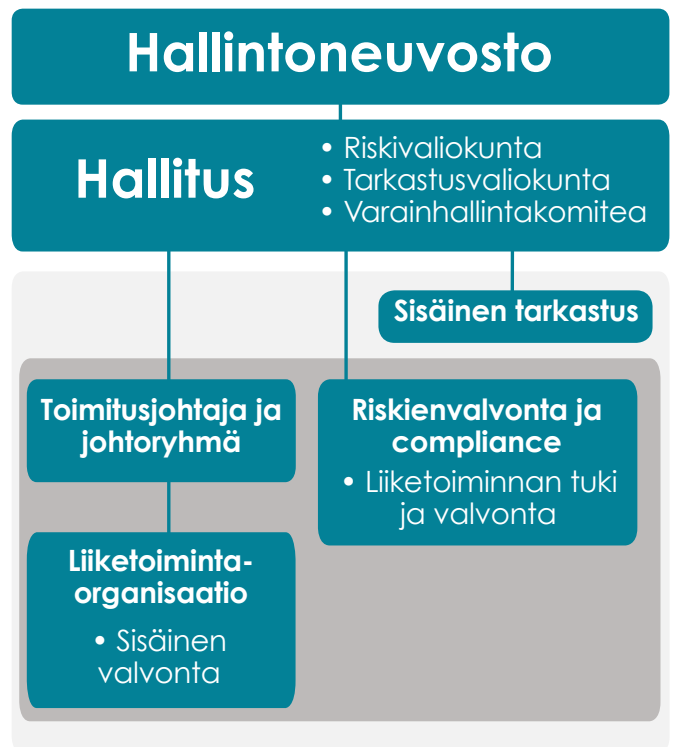 Hallintoneuvosto
Hallitus
• Riskivaliokunta
• Tarkastusvaliokunta
• Varainhallintakomitea
Sisäinen tarkastus
Toimitusjohtaja ja
johtoryhmä
Riskienvalvonta ja
compliance
• Liiketoiminnan tuki
ja valvonta
Liiketoiminta-
organisaatio
• Sisäinen
valvonta